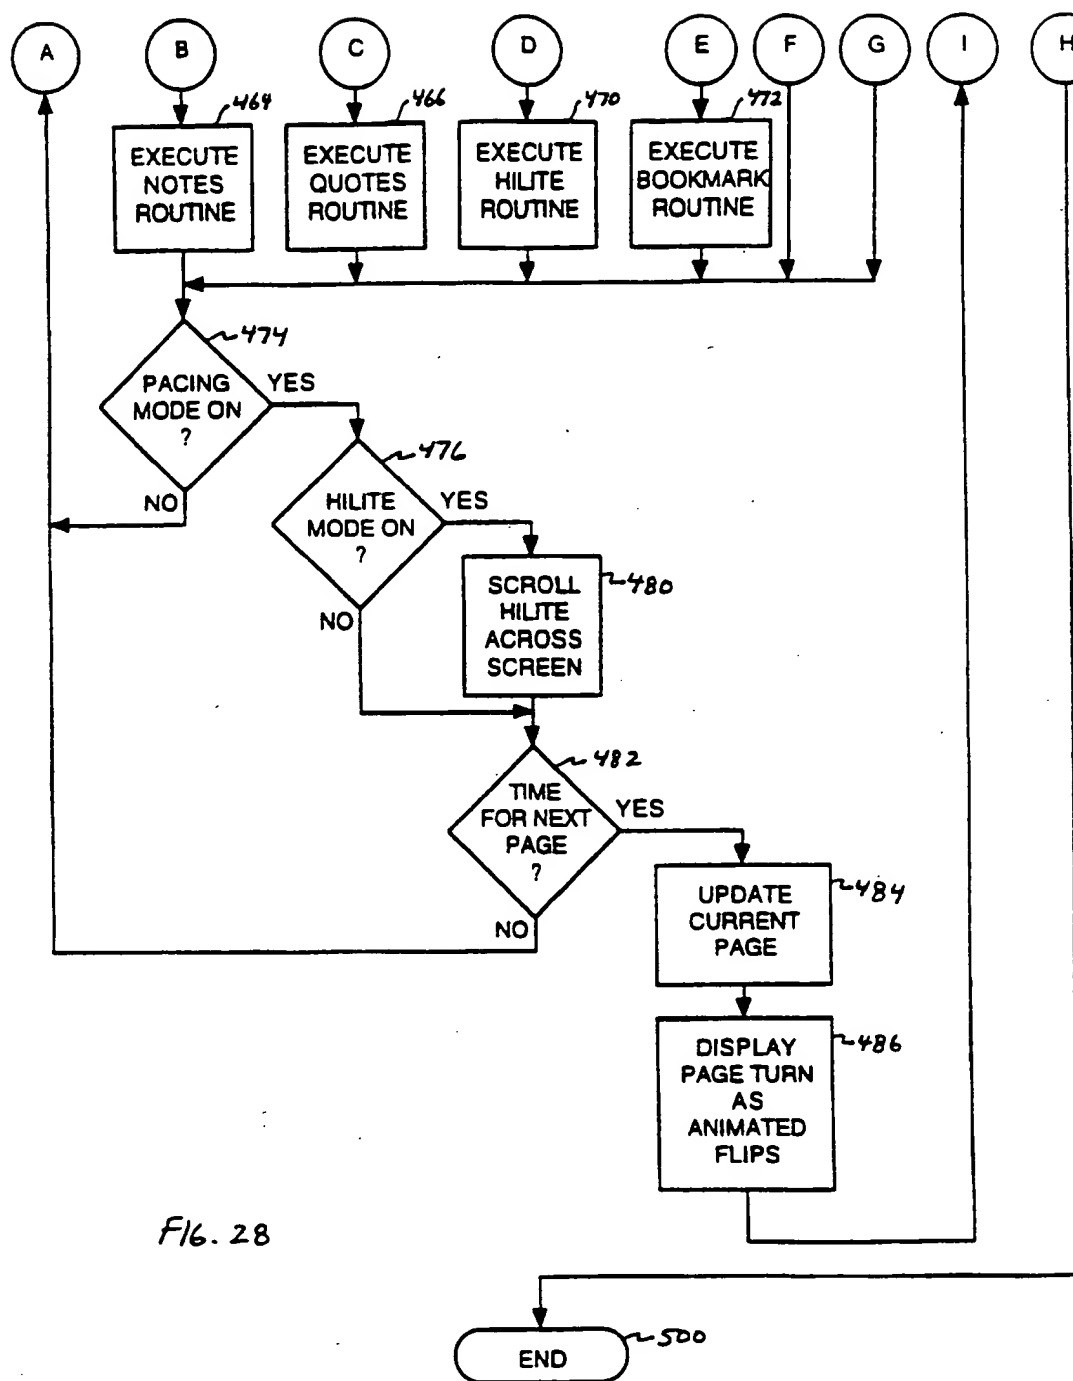 A
B
C
D
E
F
G
I
H
464
466
470
472
EXECUTE
NOTES
ROUTINE
EXECUTE
QUOTES
ROUTINE
EXECUTE
HILITE
ROUTINE
EXECUTE
BOOKMARK
ROUTINE
474
PACING
MODE ON
?
YES
NO
476
HILITE
MODE ON
?
YES
NO
480
SCROLL
HILITE
ACROSS
SCREEN
482
TIME
FOR NEXT
PAGE
?
YES
NO
484
UPDATE
CURRENT
PAGE
486
DISPLAY
PAGE TURN
AS
ANIMATED
FLIPS
FIG. 28
500
END